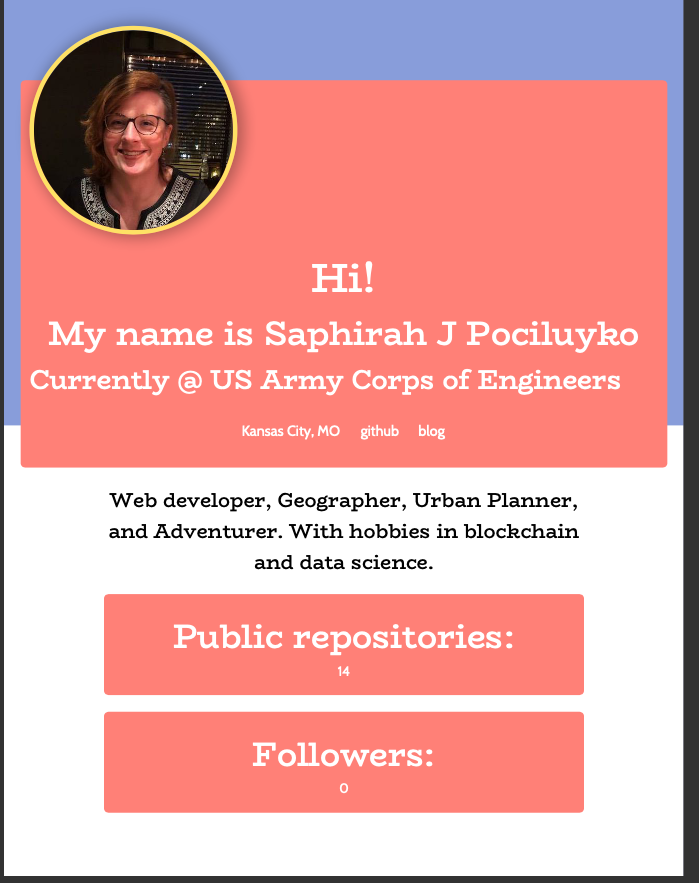 Hi!
My name is Saphirah J Pociluyko
Currently @ US Army Corps of Engineers
Kansas City, MO github blog
Web developer, Geographer, Urban Planner,
and Adventurer. With hobbies in blockchain
and data science.
Public repositories:
14
Followers:
0